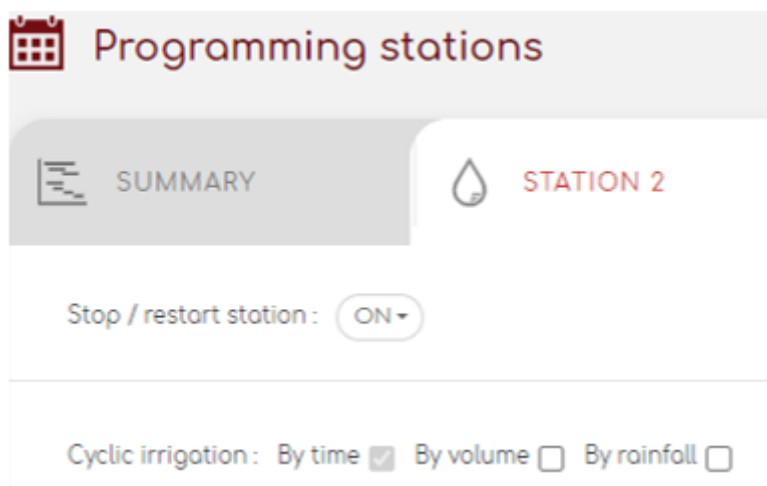 Programming stations
SUMMARY
STATION 2
Stop / restart station : ON
Cyclic irrigation : By time By volume By rainfall